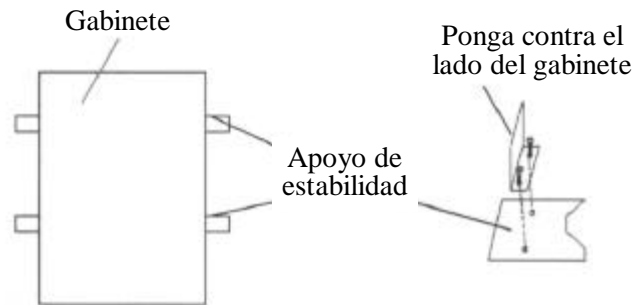 Gabinete
Ponga contra el
lado del gabinete
Apoyo de
estabilidad